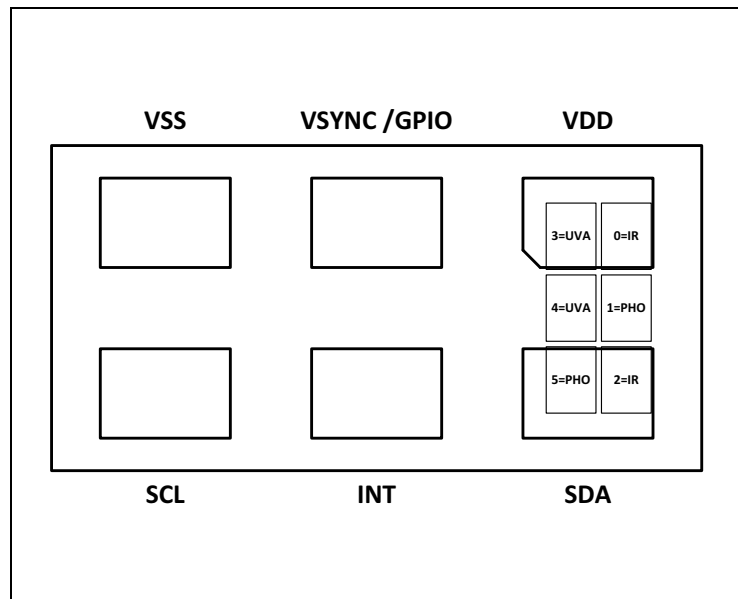 VSS VSYNC /GPIO VDD
3=UVA 0=IR
4=UVA 1=PHO
5=PHO 2=IR
SCL INT SDA